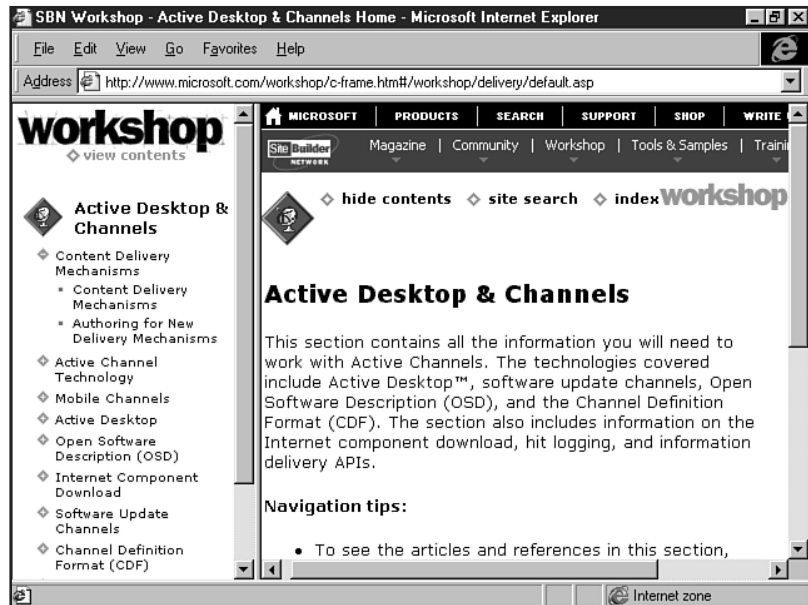 SBN Workshop - Active Desktop & Channels Home - Microsoft Internet Explorer
File Edit View Go Favorites Help
Address http://www.microsoft.com/workshop/c-frame.htm#/workshop/delivery/default.asp
workshop
view contents
Active Desktop &
Channels
Content Delivery
Mechanisms
Content Delivery
Mechanisms
Authoring for New
Delivery Mechanisms
Active Channel
Technology
Mobile Channels
Active Desktop
Open Software
Description (OSD)
Internet Component
Download
Software Update
Channels
Channel Definition
Format (CDF)
MICROSOFT | PRODUCTS | SEARCH | SUPPORT | SHOP | WRITE
Site Builder
NETWORK
Magazine | Community | Workshop | Tools & Samples | Traini
hide contents site search index workshop
Active Desktop & Channels
This section contains all the information you will need to
work with Active Channels. The technologies covered
include Active Desktop™, software update channels, Open
Software Description (OSD), and the Channel Definition
Format (CDF). The section also includes information on the
Internet component download, hit logging, and information
delivery APIs.
Navigation tips:
• To see the articles and references in this section,
Internet zone